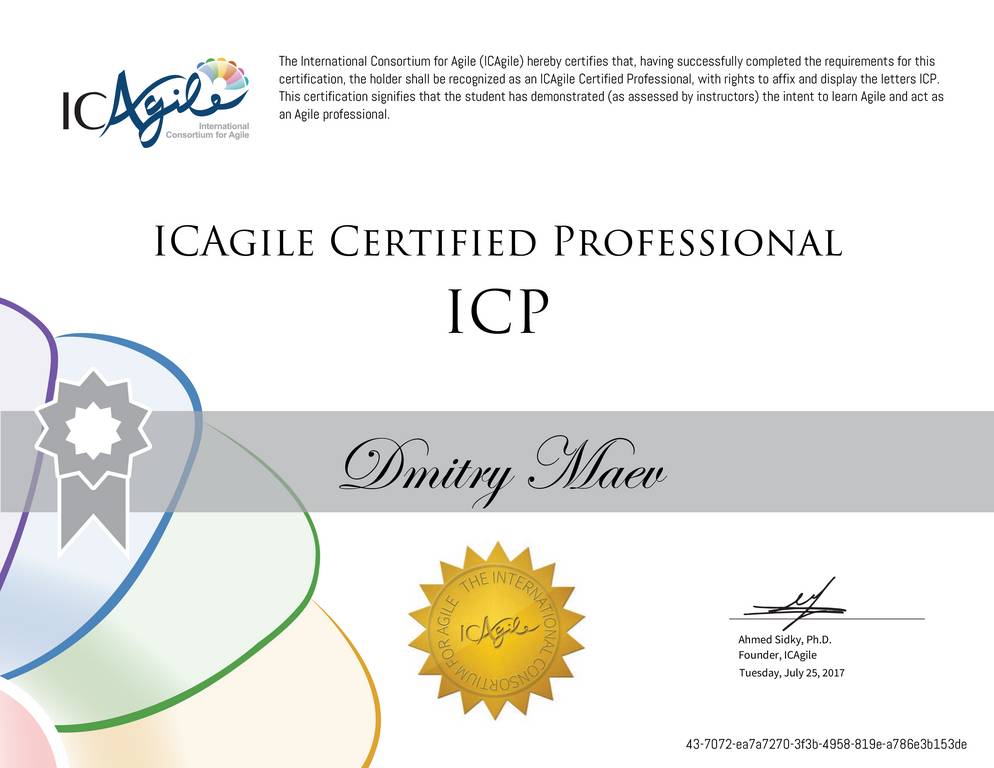 The International Consortium for Agile (ICAgile) hereby certifies that, having successfully completed the requirements for this
certification, the holder shall be recognized as an ICAgile Certified Professional, with rights to affix and display the letters ICP.
This certification signifies that the student has demonstrated (as assessed by instructors) the intent to learn Agile and act as
an Agile professional.
ICAgile
International
Consortium for Agile
ICAgile Certified Professional
ICP
Dmitry Maev
THE INTERNATIONAL CONSORTIUM FOR AGILE
ICAgile
Ahmed Sidky, Ph.D.
Founder, ICAgile
Tuesday, July 25, 2017
43-7072-ea7a7270-3f3b-4958-819e-a786e3b153de